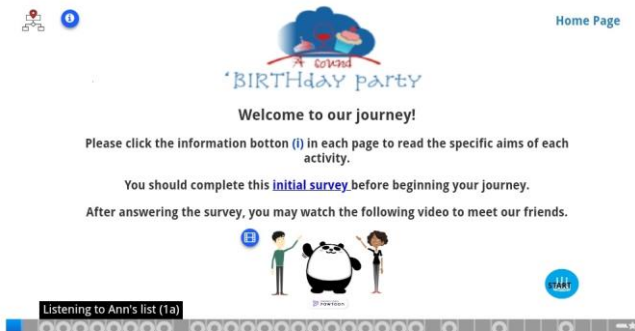 Home Page
A sound
'BIRTHday party
Welcome to our journey!
Please click the information botton (i) in each page to read the specific aims of each
activity.
You should complete this initial survey before beginning your journey.
After answering the survey, you may watch the following video to meet our friends.
START
POWTOON
Listening to Ann's list (1a)